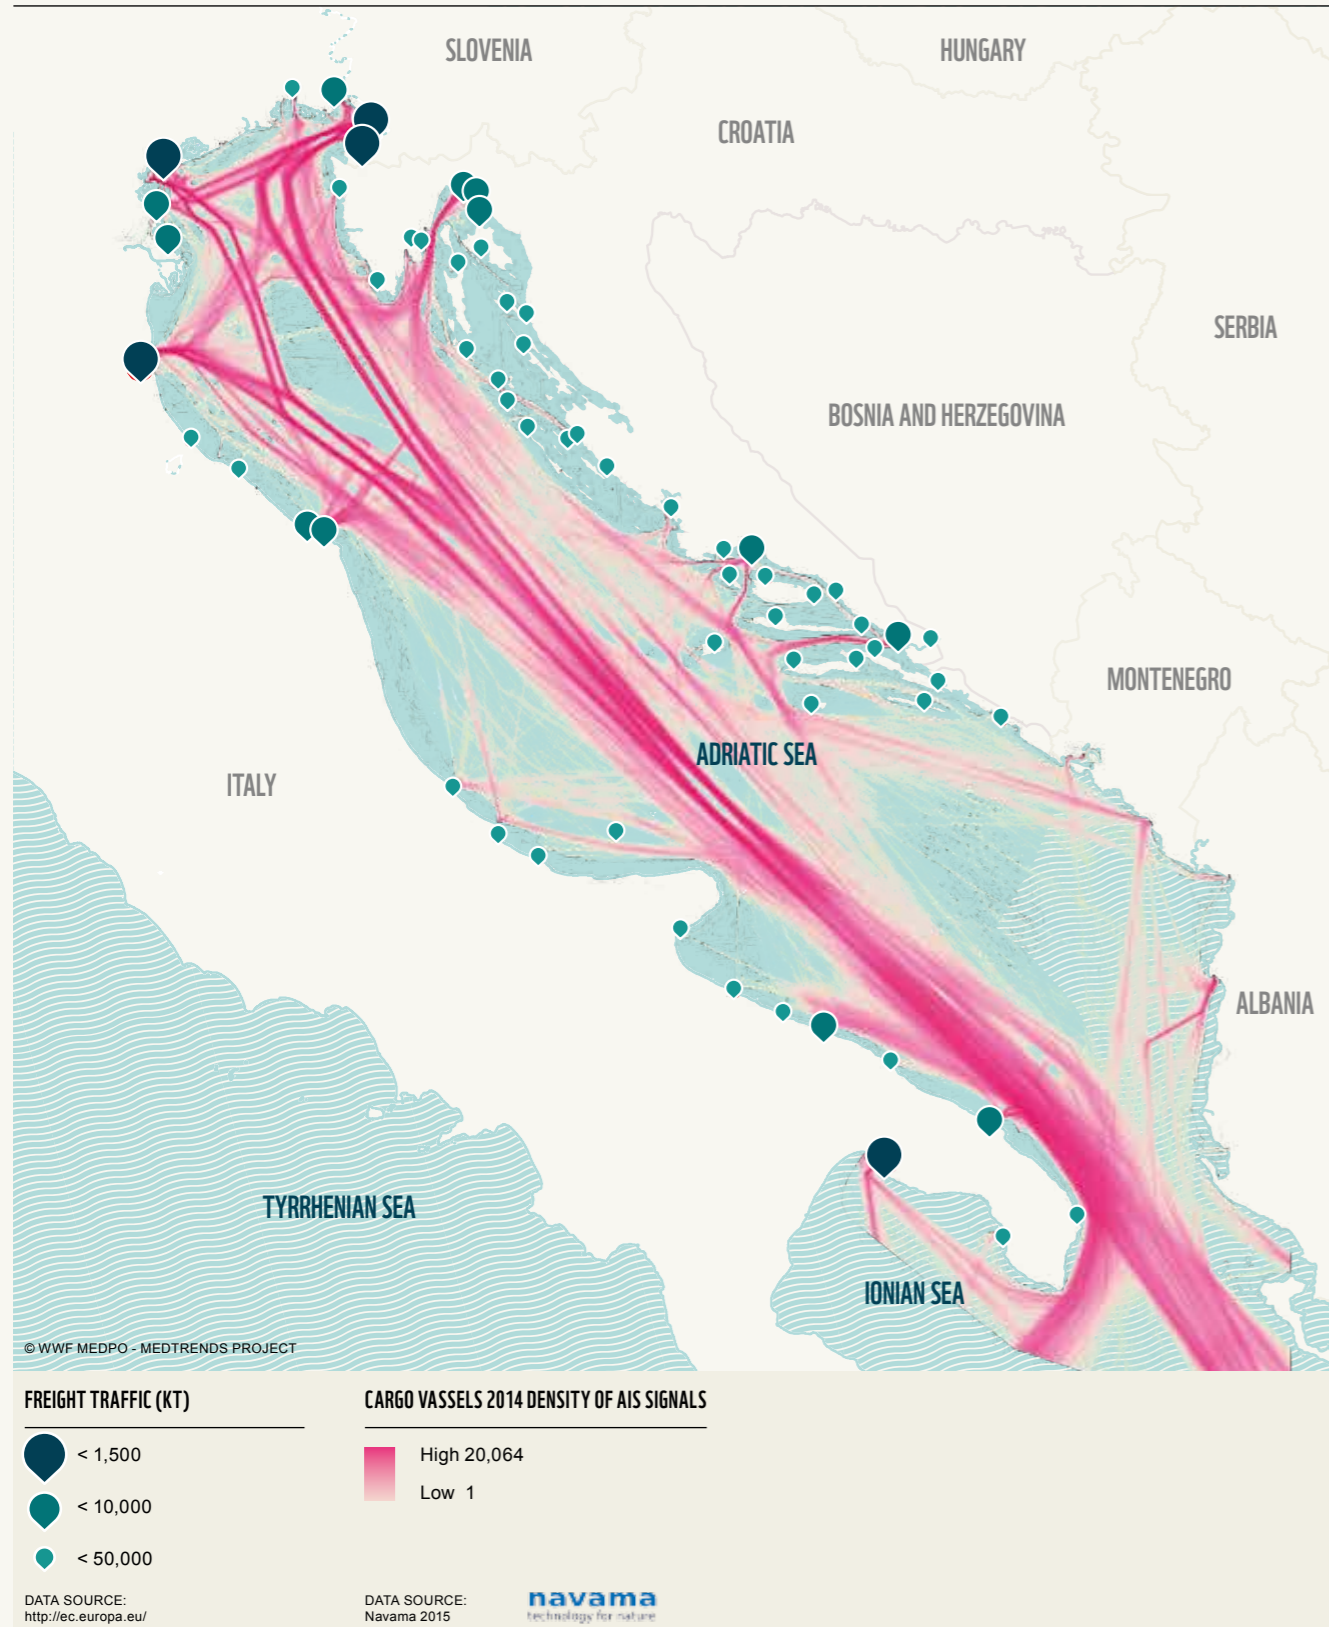 SLOVENIA
HUNGARY
CROATIA
SERBIA
BOSNIA AND HERZEGOVINA
MONTENEGRO
ADRIATIC SEA
ITALY
ALBANIA
TYRRHENIAN SEA
IONIAN SEA
© WWF MEDPO - MEDTRENDS PROJECT
FREIGHT TRAFFIC (KT)
< 1,500
< 10,000
< 50,000
DATA SOURCE:
http://ec.europa.eu/
CARGO VASSELS 2014 DENSITY OF AIS SIGNALS
High 20,064
Low 1
DATA SOURCE:
Navama 2015
navama
technology for nature